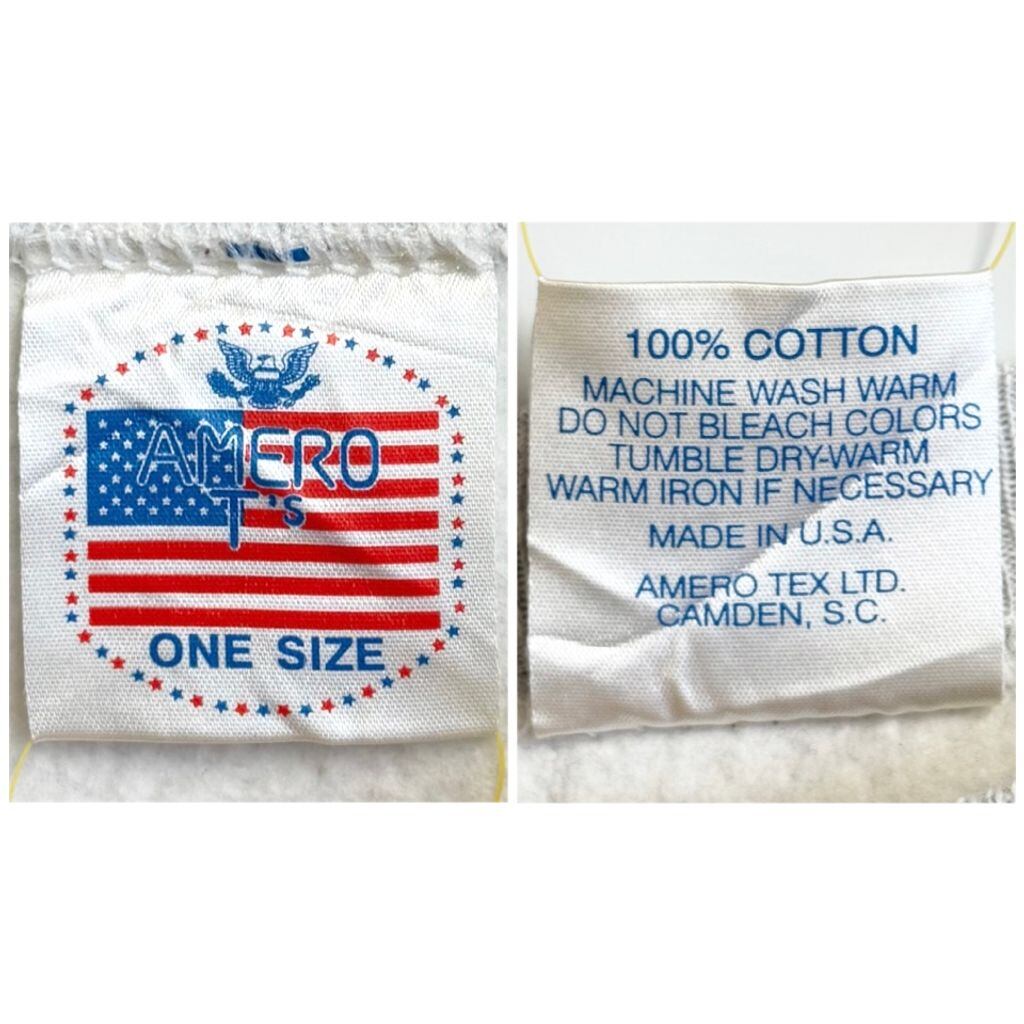 AMERO
T's
ONE SIZE
100% COTTON
MACHINE WASH WARM
DO NOT BLEACH COLORS
TUMBLE DRY-WARM
WARM IRON IF NECESSARY
MADE IN U.S.A.
AMERO TEX LTD.
CAMDEN, S.C.